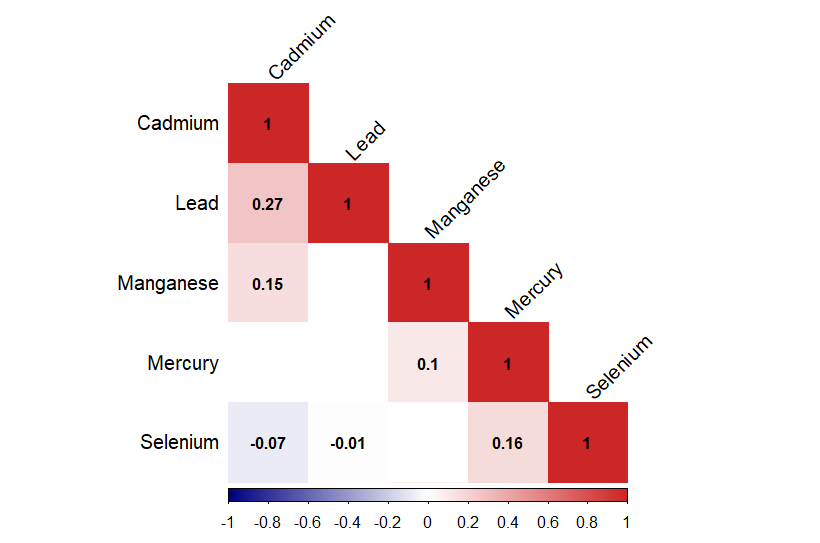 Cadmium
Cadmium 1
Lead
Lead 0.27 1
Manganese
Manganese 0.15 1
Mercury
Mercury 0.1 1
Selenium
Selenium -0.07 -0.01 0.16 1
-1 -0.8 -0.6 -0.4 -0.2 0 0.2 0.4 0.6 0.8 1